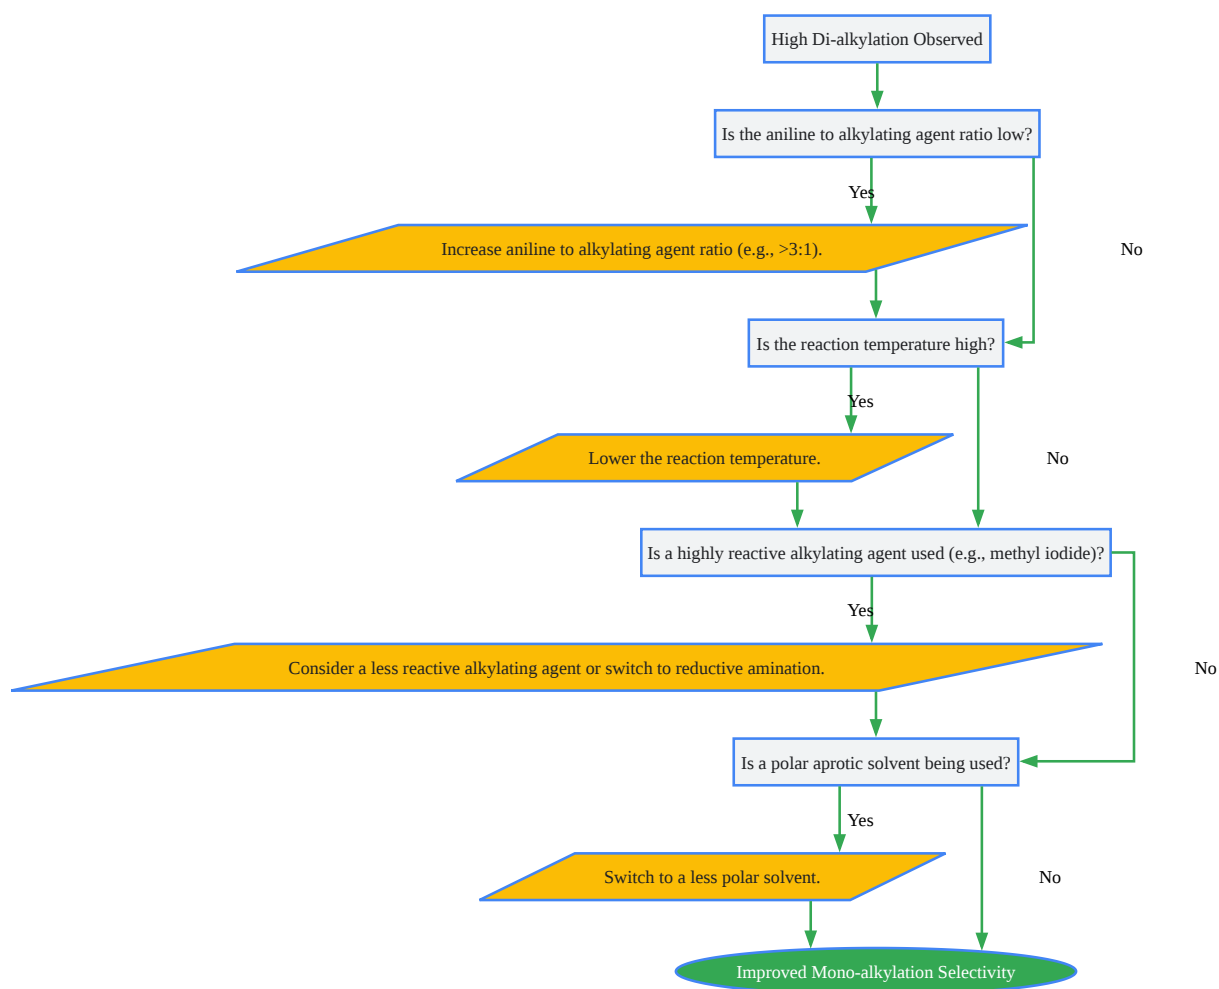 High Di-alkylation Observed
Is the aniline to alkylating agent ratio low?
Yes
Increase aniline to alkylating agent ratio (e.g., >3:1).
No
Is the reaction temperature high?
Yes
Lower the reaction temperature.
No
Is a highly reactive alkylating agent used (e.g., methyl iodide)?
Yes
Consider a less reactive alkylating agent or switch to reductive amination.
No
Is a polar aprotic solvent being used?
Yes
Switch to a less polar solvent.
No
Improved Mono-alkylation Selectivity